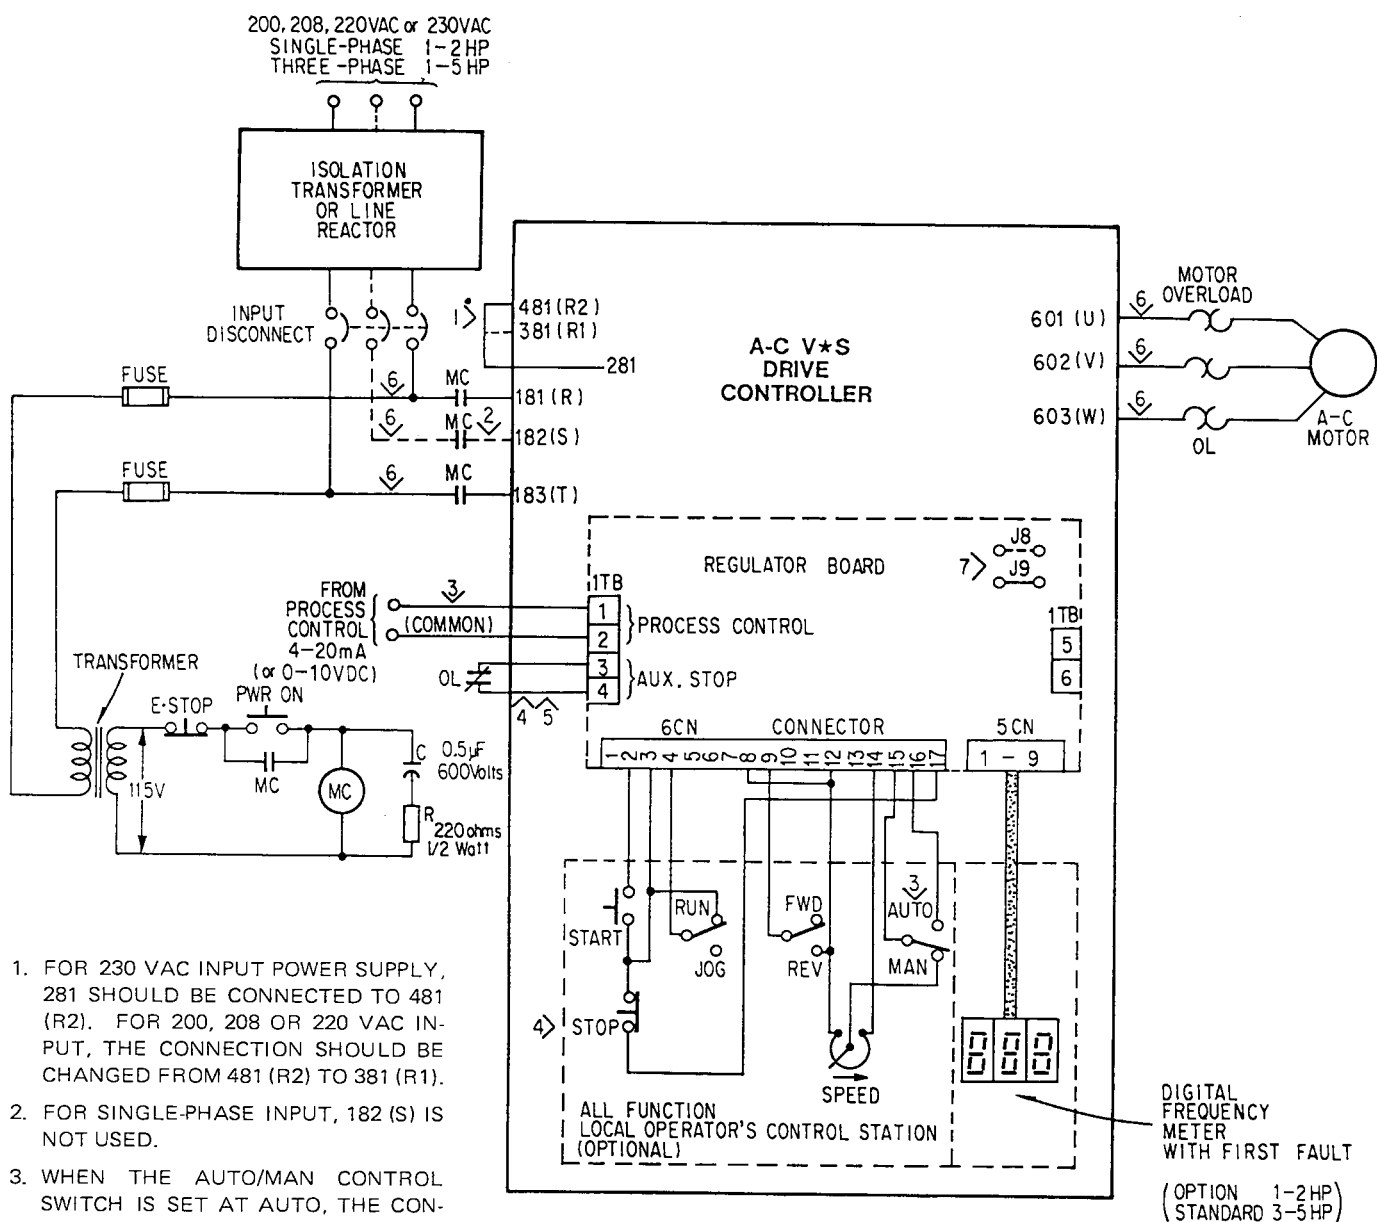 200, 208, 220VAC or 230VAC
SINGLE-PHASE 1-2HP
THREE-PHASE 1-5HP
ISOLATION
TRANSFORMER
OR LINE
REACTOR
INPUT
DISCONNECT
1
481(R2)
381(R1)
281
A-C V*S
DRIVE
CONTROLLER
601 (U)
602(V)
603(W)
6
6
6
MOTOR
OVERLOAD
OL
A-C
MOTOR
FUSE
6
MC
181(R)
6
MC
2
182(S)
FUSE
6
MC
183(T)
REGULATOR BOARD
7
J8
J9
FROM
PROCESS
CONTROL
4-20mA
(or 0-10VDC)
3
(COMMON)
1TB
1
2
3
4
PROCESS CONTROL
AUX. STOP
1TB
5
6
OL
4 5
TRANSFORMER
E-STOP
PWR ON
MC
MC
115V
C 0.5µF
600Volts
R
220 ohms
1/2 Watt
6CN CONNECTOR
1 2 3 4 5 6 7 8 9 10 11 12 13 14 15 16 17
5CN
1 - 9
START
RUN
JOG
FWD
REV
3
AUTO
MAN
4
STOP
SPEED
ALL FUNCTION
LOCAL OPERATOR'S CONTROL STATION
(OPTIONAL)
888
DIGITAL
FREQUENCY
METER
WITH FIRST FAULT
(OPTION 1-2HP
STANDARD 3-5HP)
1. FOR 230 VAC INPUT POWER SUPPLY,
281 SHOULD BE CONNECTED TO 481
(R2). FOR 200, 208 OR 220 VAC IN-
PUT, THE CONNECTION SHOULD BE
CHANGED FROM 481 (R2) TO 381 (R1).
2. FOR SINGLE-PHASE INPUT, 182 (S) IS
NOT USED.
3. WHEN THE AUTO/MAN CONTROL
SWITCH IS SET AT AUTO, THE CON-